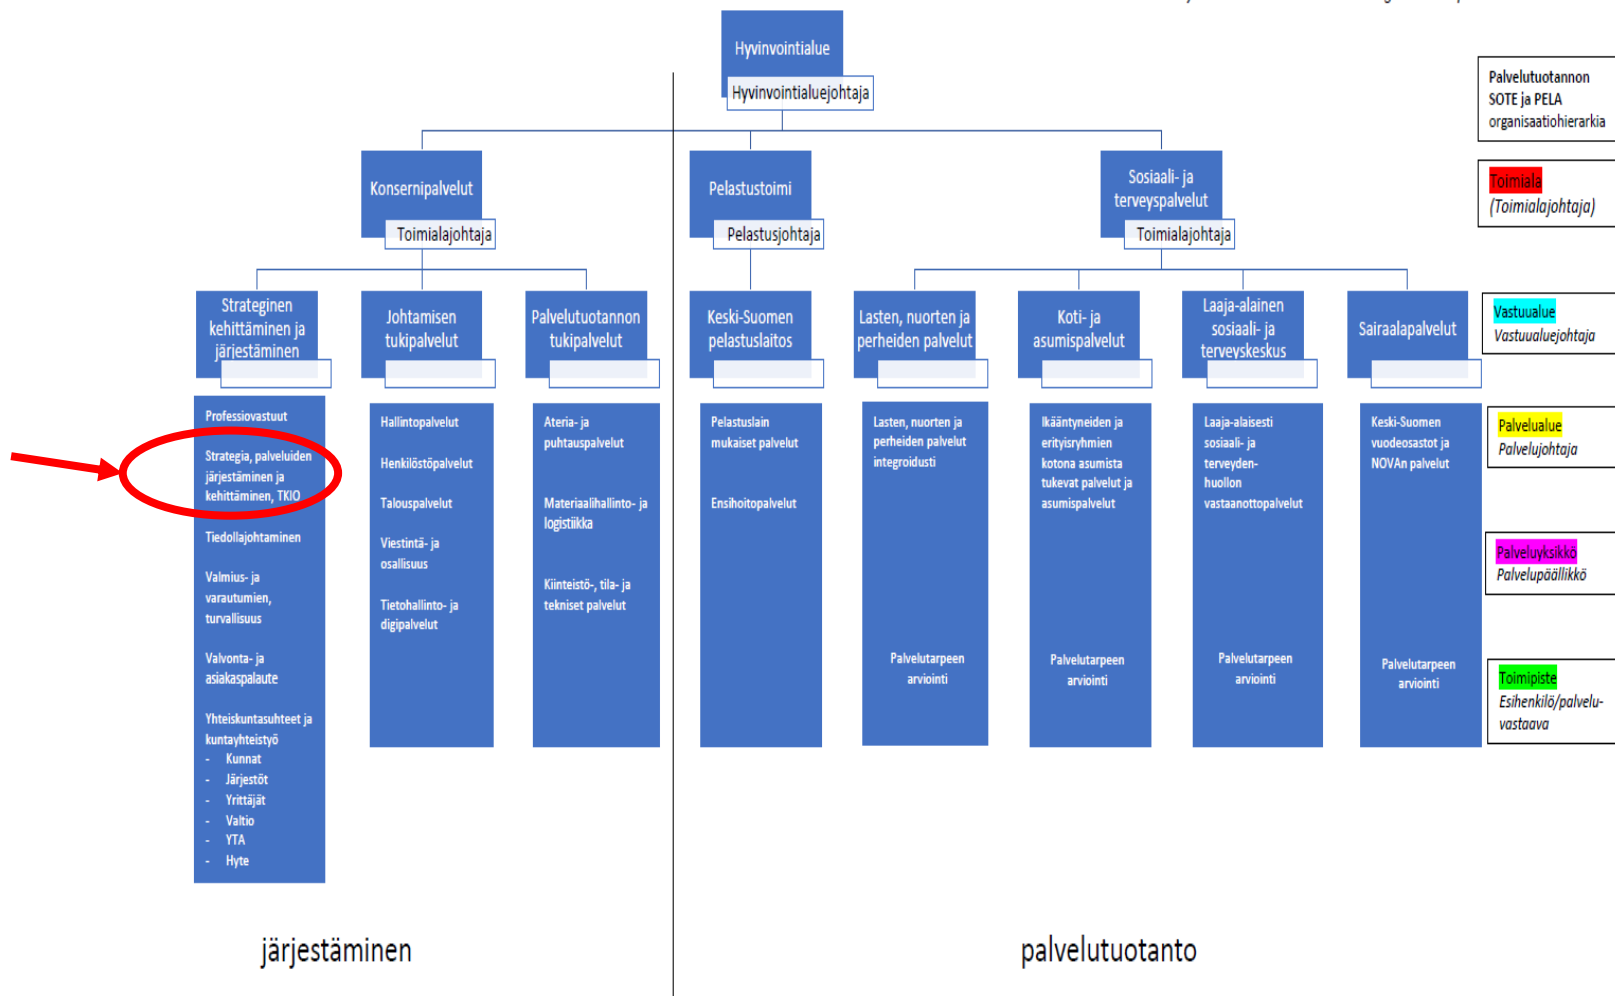 Hyvinvointialue
Hyvinvointialuejohtaja
Palvelutuotannon
SOTE ja PELA
organisaatiohierarkia
Konsernipalvelut
Toimialajohtaja
Pelastustoimi
Pelastusjohtaja
Sosiaali- ja
terveyspalvelut
Toimialajohtaja
Toimiala
(Toimialajohtaja)
Strateginen
kehittäminen ja
järjestäminen
Johtamisen
tukipalvelut
Palvelutuotannon
tukipalvelut
Keski-Suomen
pelastuslaitos
Lasten, nuorten ja
perheiden palvelut
Koti- ja
asumispalvelut
Laaja-alainen
sosiaali- ja
terveyskeskus
Sairaalapalvelut
Vastuualue
Vastuualuejohtaja
Professiovastuut
Strategia, palveluiden
järjestäminen ja
kehittäminen, TKIO
Tiedollajohtaminen
Valmius- ja
varautumien,
turvallisuus
Valvonta- ja
asiakaspalaute
Yhteiskuntasuhteet ja
kuntayhteistyö
- Kunnat
- Järjestöt
- Yrittäjät
- Valtio
- YTA
- Hyte
Hallintopalvelut
Henkilöstöpalvelut
Talouspalvelut
Viestintä- ja
osallisuus
Tietohallinto- ja
digipalvelut
Ateria- ja
puhtauspalvelut
Materiaalihallinto- ja
logistiikka
Kiinteistö-, tila- ja
tekniset palvelut
Pelastuslain
mukaiset palvelut
Ensihoitopalvelut
Lasten, nuorten ja
perheiden palvelut
integroidusti
Palvelutarpeen
arviointi
Ikääntyneiden ja
erityisryhmien
kotona asumista
tukevat palvelut ja
asumispalvelut
Palvelutarpeen
arviointi
Laaja-alaisesti
sosiaali- ja
terveyden-
huollon
vastaanottopalvelut
Palvelutarpeen
arviointi
Keski-Suomen
vuodeosastot ja
NOVAn palvelut
Palvelutarpeen
arviointi
Palvelualue
Palvelujohtaja
Palveluyksikkö
Palvelupäällikkö
Toimipiste
Esihenkilö/palvelu-
vastaava
järjestäminen
palvelutuotanto